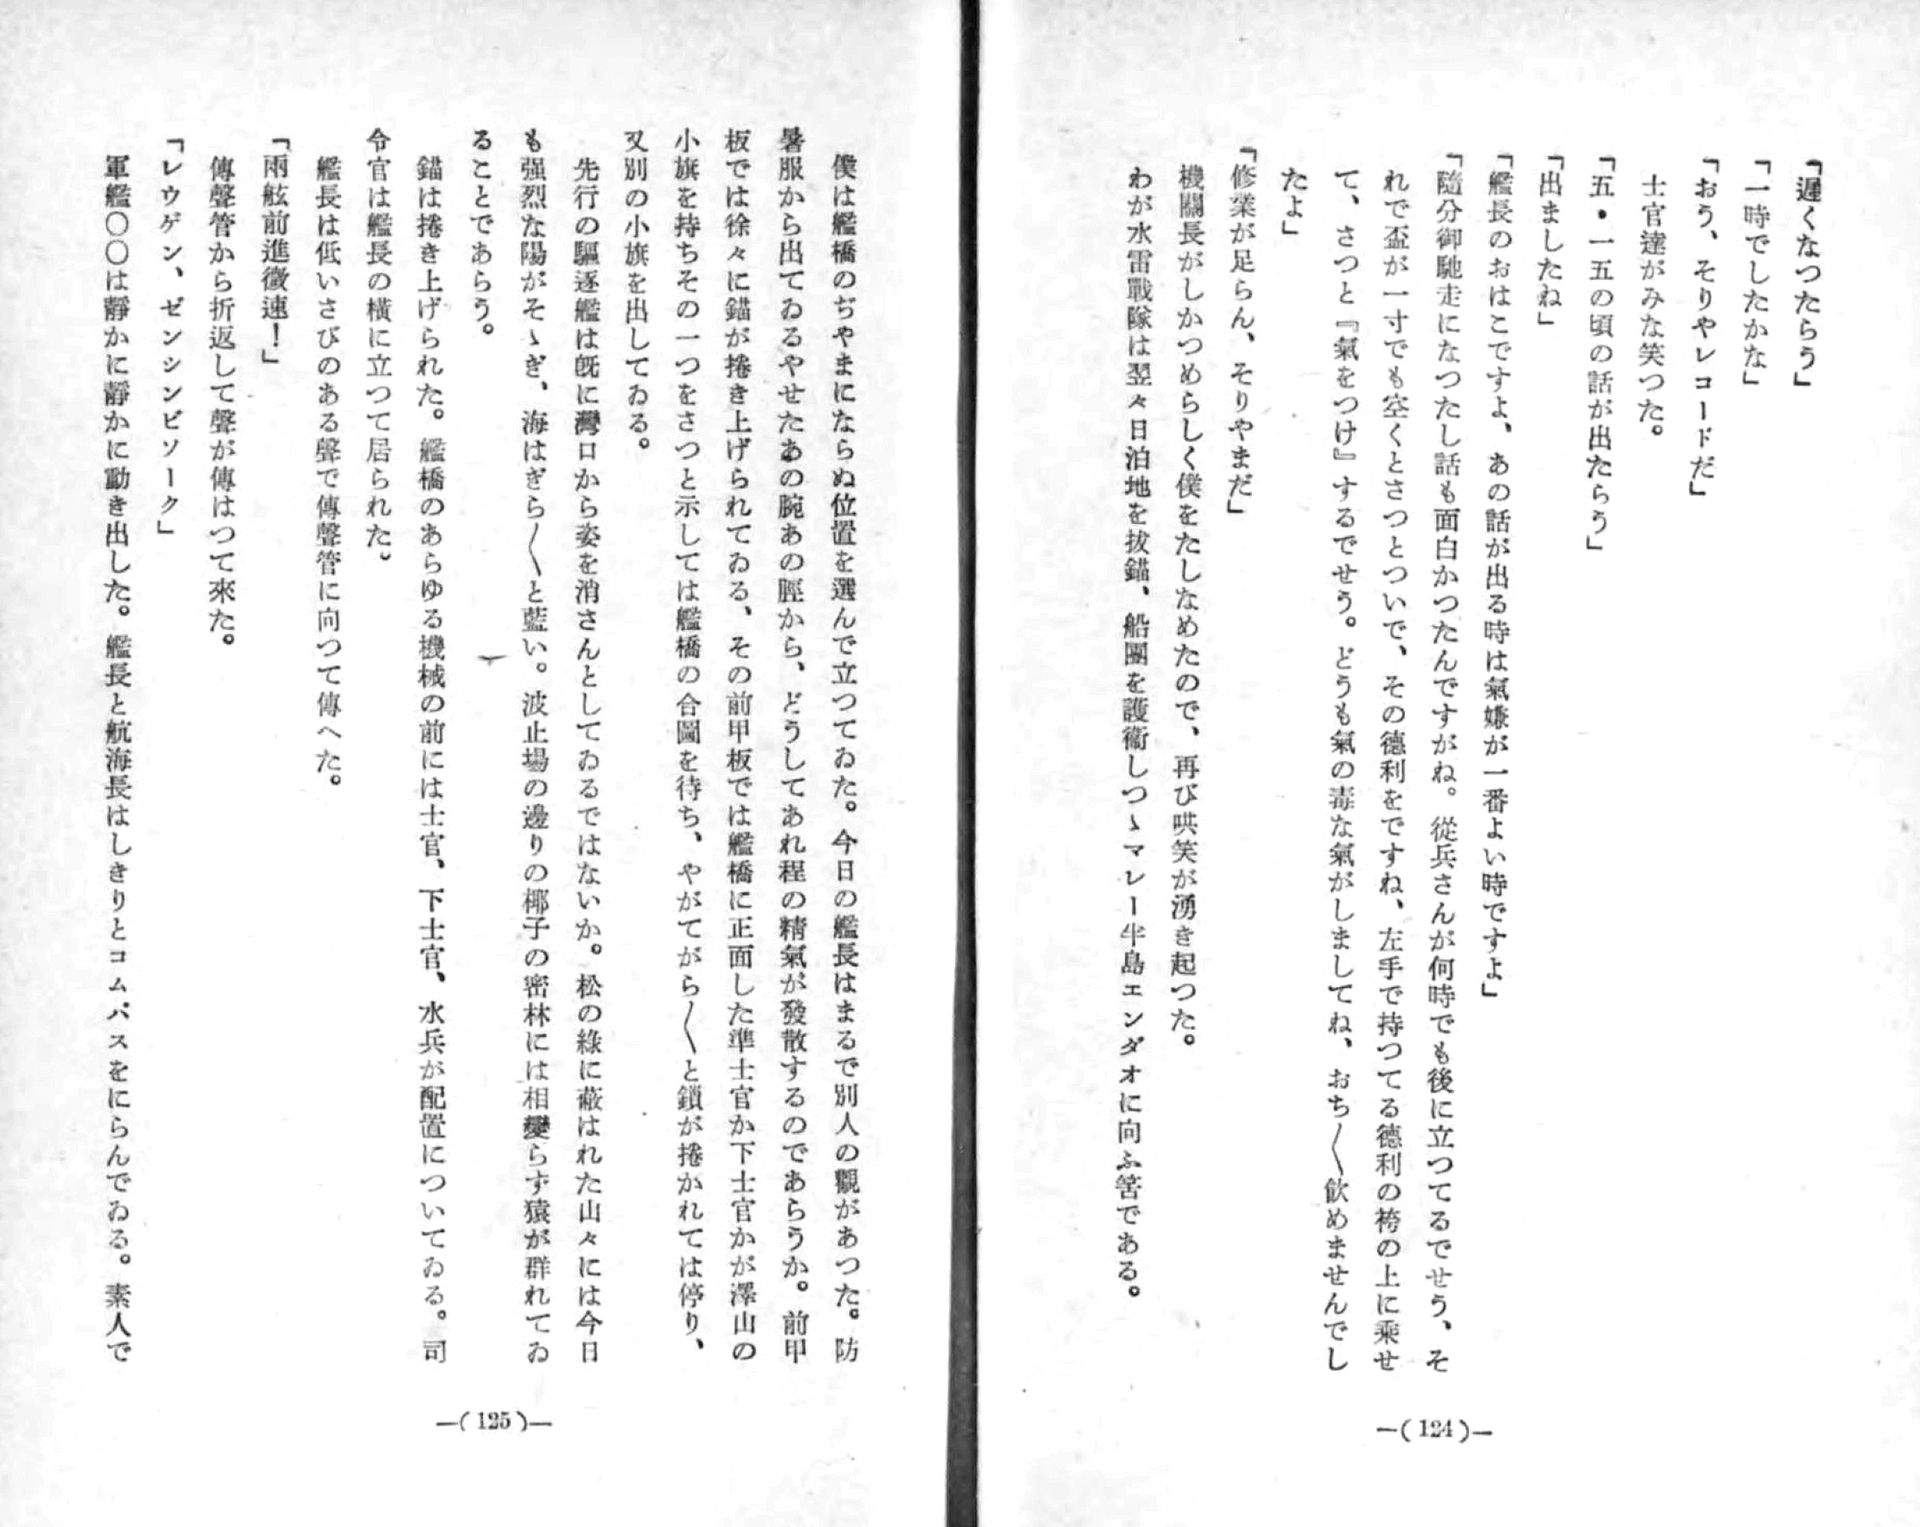 「遲くなつたらう」
「一時でしたかな」
「おう、そりやレコードだ」
士官達がみな笑つた。
「五・一五の頃の話が出たらう」
「出ましたね」
「艦長のおはこですよ、あの話が出る時は氣嫌が一番よい時ですよ」
「隨分御馳走になつたし話も面白かつたんですがね。從兵さんが何時でも後に立つてるでせう、そ
れで盃が一寸でも空くとさつとついで、その德利をですね、左手で持つてる德利の袴の上に乘せ
て、さつと『氣をつけ』するでせう。どうも氣の毒な氣がしましてね、おち〱飮めませんでし
たよ」
「修業が足らん、そりやまだ」
機關長がしかつめらしく僕をたしなめたので、再び哄笑が湧き起つた。
わが水雷戰隊は翌々日泊地を拔錨、船團を護衞しつゝマレー半島エンダオに向ふ筈である。
—(124)—
僕は艦橋のぢやまにならぬ位置を選んで立つてゐた。今日の艦長はまるで別人の觀があつた。防
暑服から出てゐるやせたあの腕あの脛から、どうしてあれ程の精氣が發散するのであらうか。前甲
板では徐々に錨が捲き上げられてゐる、その前甲板では艦橋に正面した準士官か下士官かが澤山の
小旗を持ちその一つをさつと示しては艦橋の合圖を待ち、やがてがら〱と鎖が捲かれては停り、
又別の小旗を出してゐる。
先行の驅逐艦は旣に灣口から姿を消さんとしてゐるではないか。松の綠に蔽はれた山々には今日
も强烈な陽がそゝぎ、海はぎら〱と藍い。波止場の邊りの椰子の密林には相變らず猿が群れてゐ
ることであらう。
錨は捲き上げられた。艦橋のあらゆる機械の前には士官、下士官、水兵が配置についてゐる。司
令官は艦長の橫に立つて居られた。
艦長は低いさびのある聲で傳聲管に向つて傳へた。
「兩舷前進微速！」
傳聲管から折返して聲が傳はつて來た。
「レウゲン、ゼンシンビソーク」
軍艦〇〇は靜かに靜かに動き出した。艦長と航海長はしきりとコムパスをにらんでゐる。素人で
—(125)—